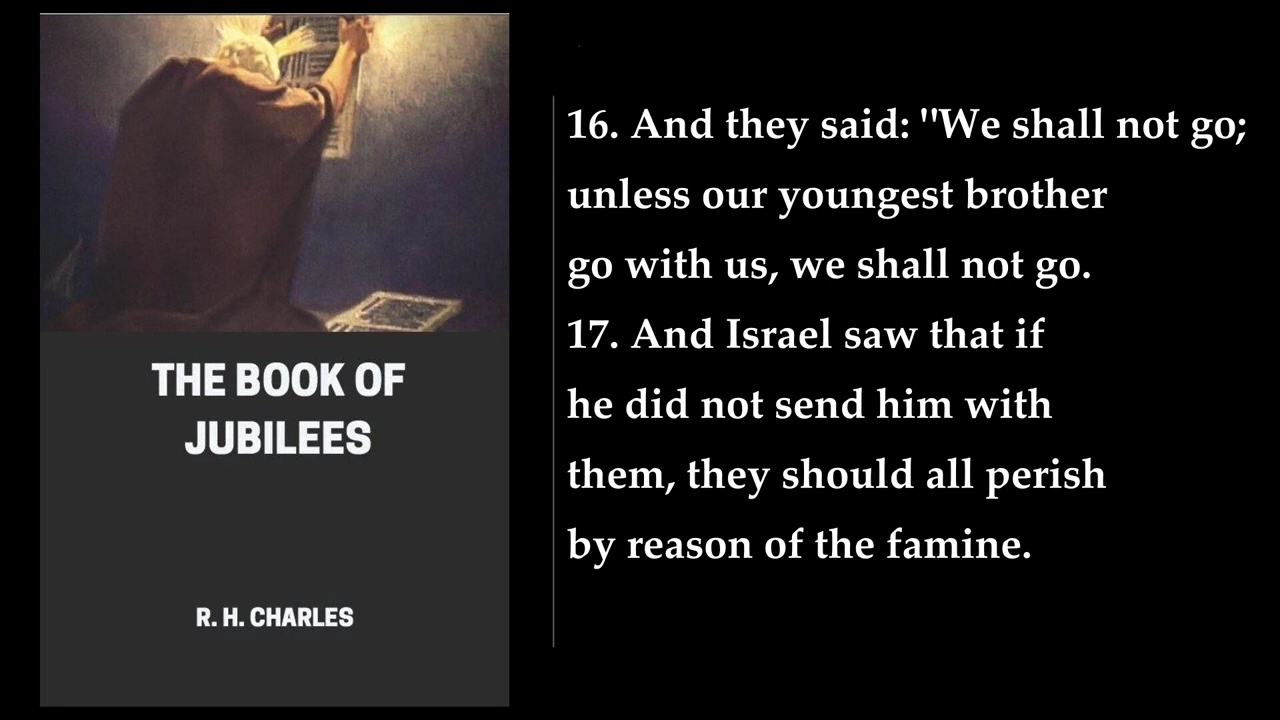 THE BOOK OF
JUBILEES
R. H. CHARLES
16. And they said: "We shall not go;
unless our youngest brother
go with us, we shall not go.
17. And Israel saw that if
he did not send him with
them, they should all perish
by reason of the famine.